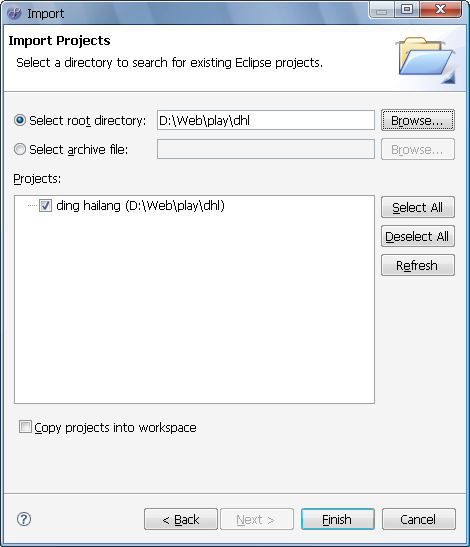 Import
Import Projects
Select a directory to search for existing Eclipse projects.
Select root directory: D:\Web\play\dhl Browse...
Select archive file: Browse...
Projects:
ding hailang (D:\Web\play\dhl)
Select All
Deselect All
Refresh
Copy projects into workspace
? < Back Next > Finish Cancel